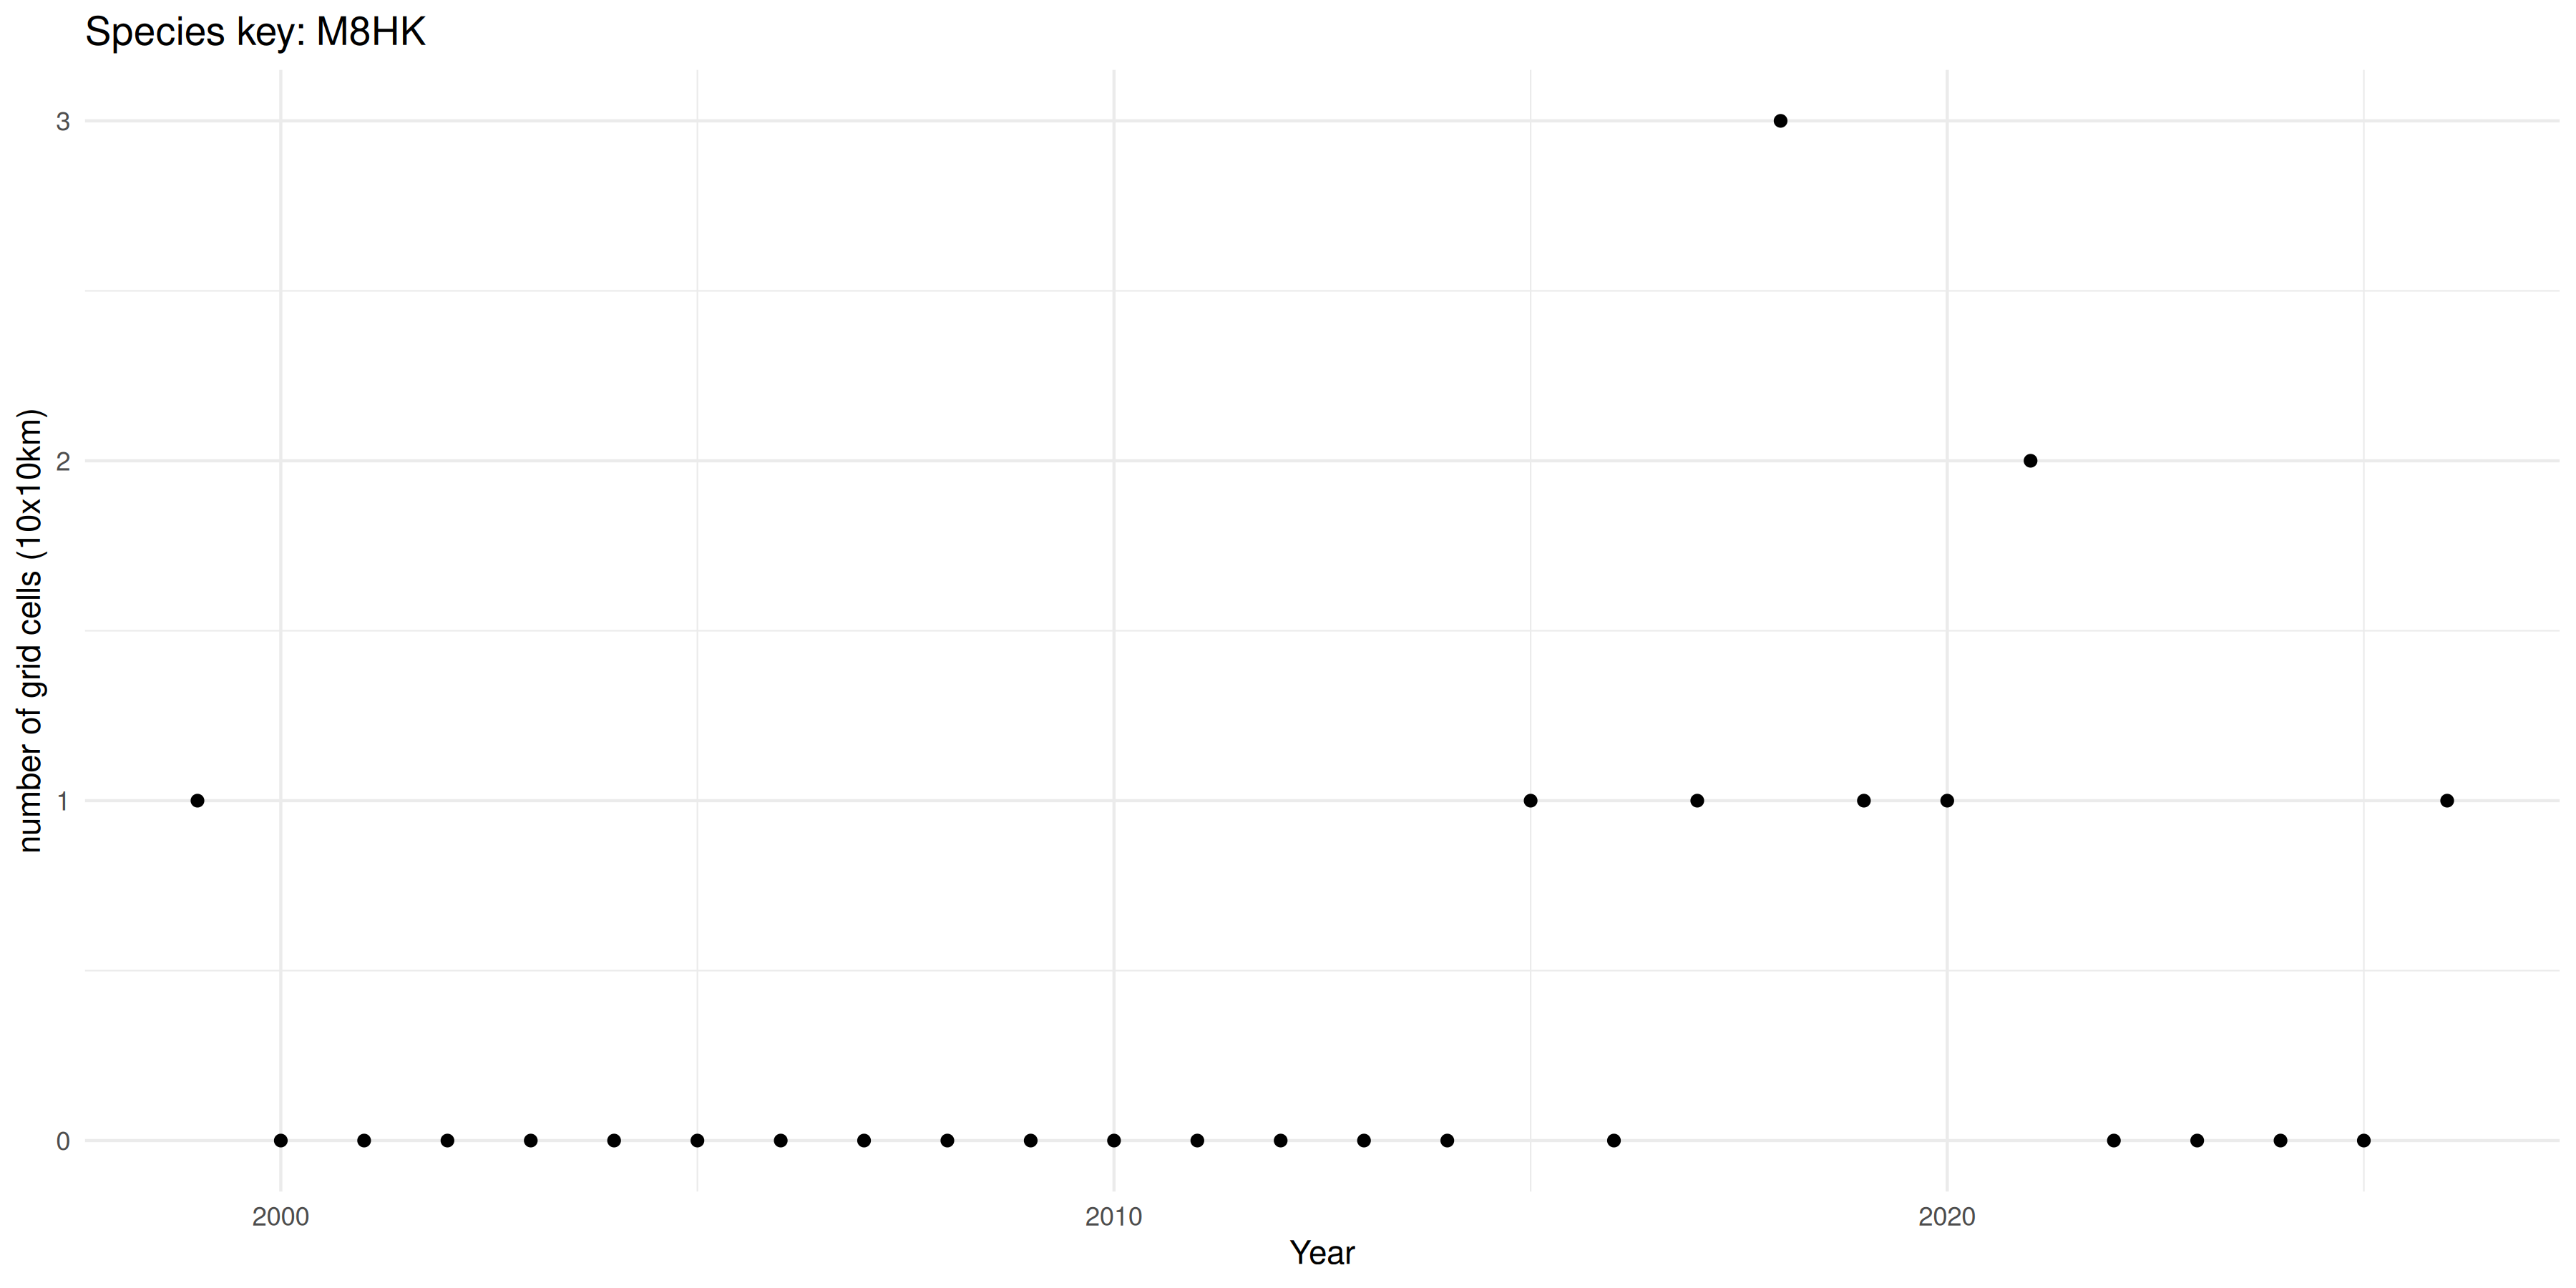 Species key: M8HK
number of grid cells (10x10km)
3
2
1
0
2000
2010
2020
Year